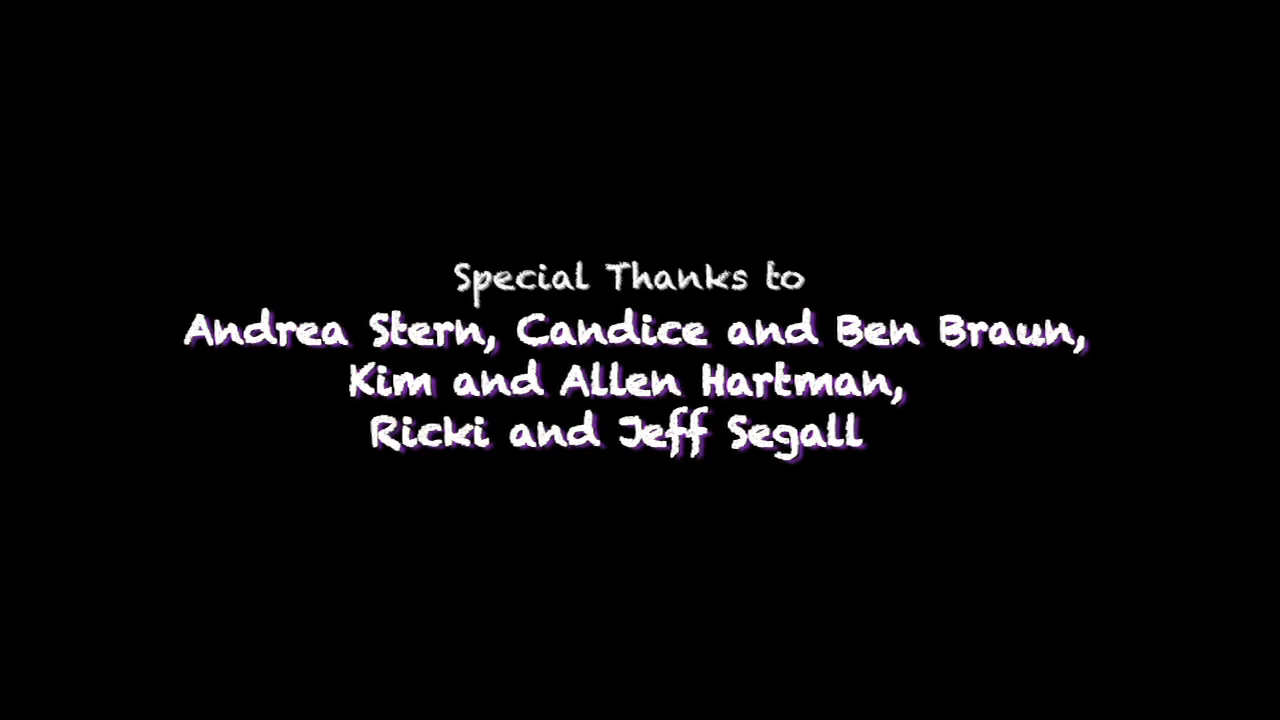 Special Thanks to
Andrea Stern, Candice and Ben Braun,
Kim and Allen Hartman,
Ricki and Jeff Segall